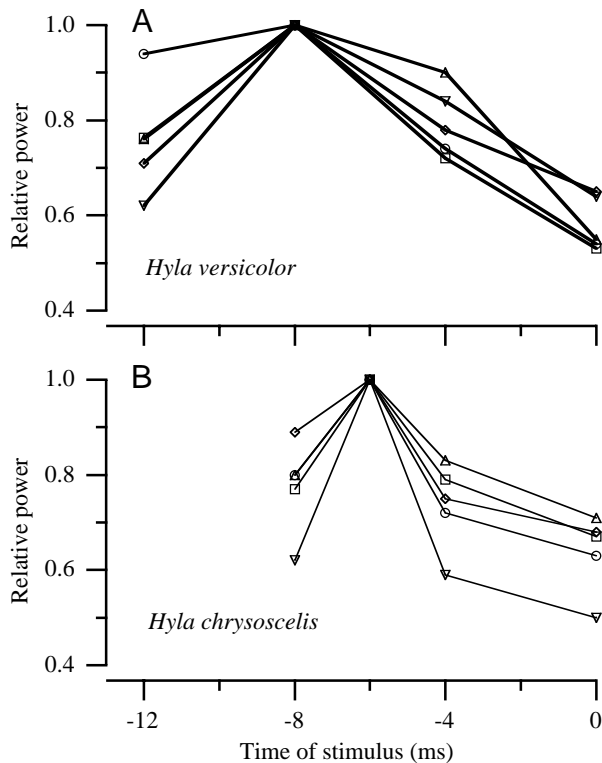 A
1.0
0.8
0.6
0.4
Relative power
Hyla versicolor
B
1.0
0.8
0.6
0.4
Relative power
Hyla chrysoscelis
-12 -8 -4 0
Time of stimulus (ms)